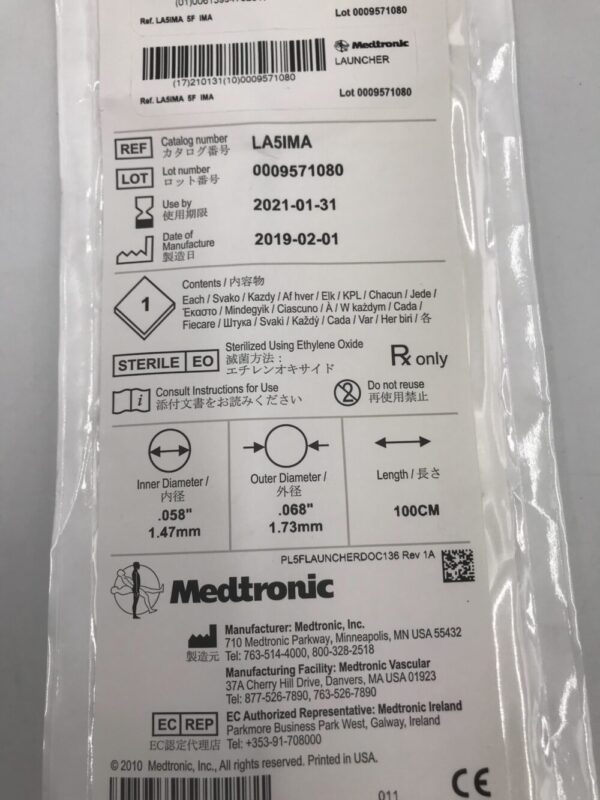 Ref. LA5IMA 5F IMA
Lot 0009571080
Medtronic
LAUNCHER
(17)210131(10)0009571080
Ref. LA5IMA 5F IMA
Lot 0009571080
REF Catalog number LA5IMA
カタログ番号
LOT Lot number 0009571080
ロット番号
Use by 2021-01-31
使用期限
Date of
Manufacture 2019-02-01
製造日
Contents / 内容物
1
Each / Svako / Kazdy / Af hver / Elk / KPL / Chacun / Jede /
Έκαστο / Mindegyik / Ciascuno / Á / W każdym / Cada /
Fiecare / Штука / Svaki / Každý / Cada / Var / Her biri / 各
STERILE EO
Sterilized Using Ethylene Oxide
滅菌方法：
エチレンオキサイド
Rx only
i
Consult Instructions for Use
添付文書をお読みください
2
Do not reuse
再使用禁止
Inner Diameter /
内径
.058"
1.47mm
Outer Diameter /
外径
.068"
1.73mm
Length / 長さ
100CM
PL5FLAUNCHERDOC136 Rev 1A
Medtronic
製造元
Manufacturer: Medtronic, Inc.
710 Medtronic Parkway, Minneapolis, MN USA 55432
Tel: 763-514-4000, 800-328-2518
Manufacturing Facility: Medtronic Vascular
37A Cherry Hill Drive, Danvers, MA USA 01923
Tel: 877-526-7890, 763-526-7890
EC REP
EC認定代理店
EC Authorized Representative: Medtronic Ireland
Parkmore Business Park West, Galway, Ireland
Tel: +353-91-708000
© 2010 Medtronic, Inc., All rights reserved. Printed in USA.
011
CE